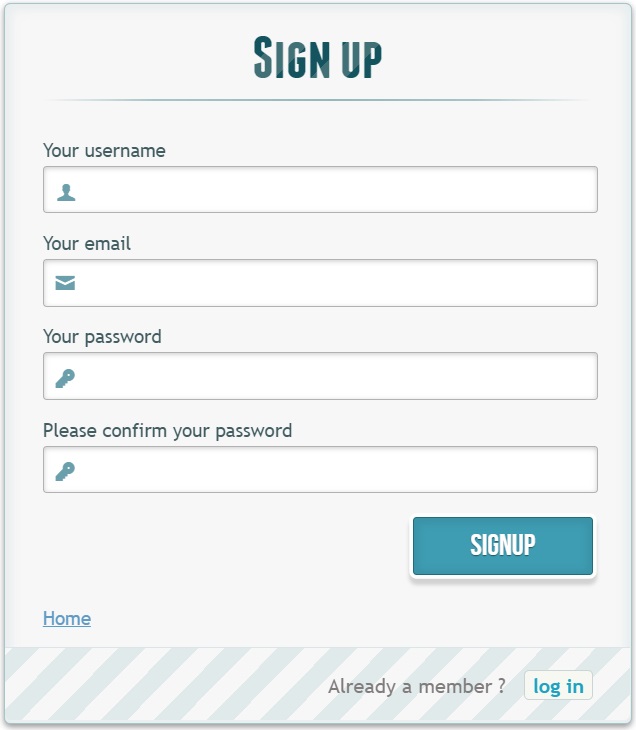 Sign up
Your username
Your email
Your password
Please confirm your password
SIGNUP
Home
Already a member ? log in